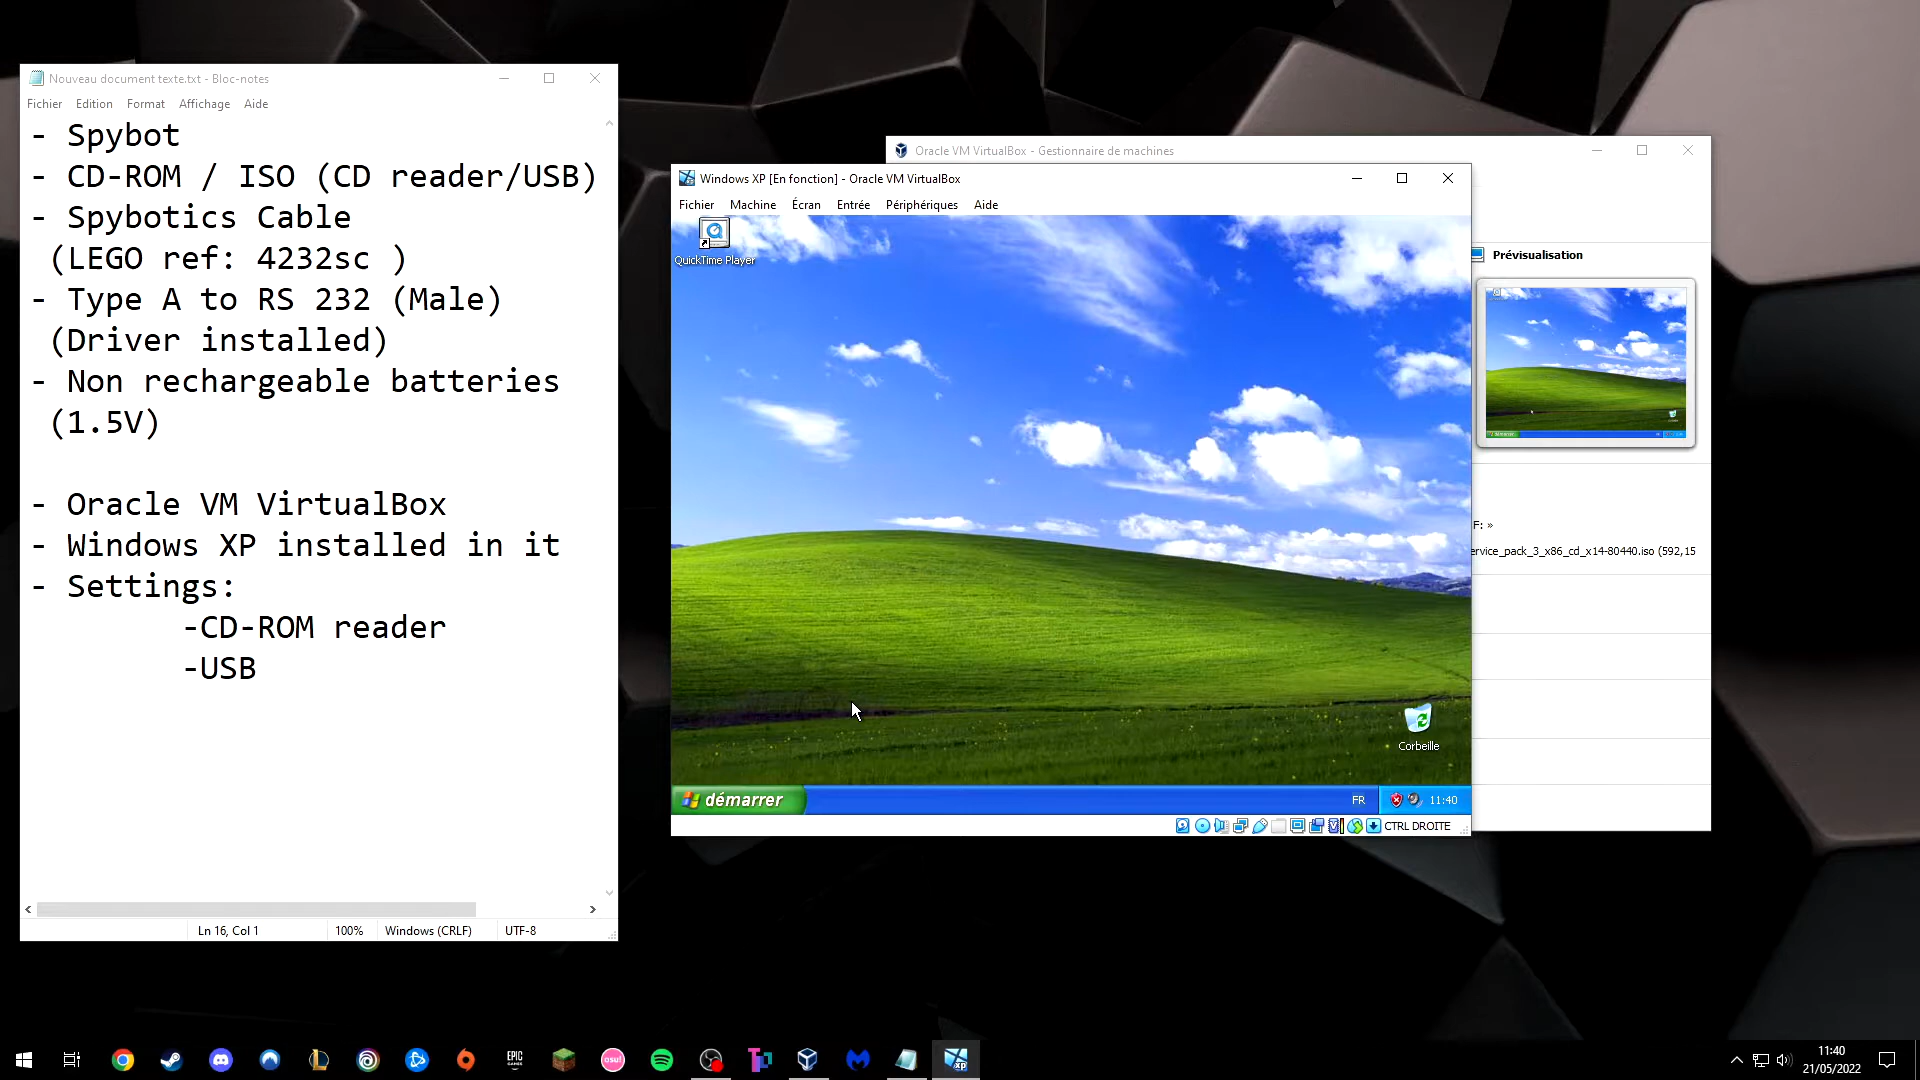 Nouveau document texte.txt - Bloc-notes
Fichier Edition Format Affichage Aide
- Spybot
- CD-ROM / ISO (CD reader/USB)
- Spybotics Cable
(LEGO ref: 4232sc )
- Type A to RS 232 (Male)
(Driver installed)
- Non rechargeable batteries
(1.5V)
- Oracle VM VirtualBox
- Windows XP installed in it
- Settings:
-CD-ROM reader
-USB
Ln 16, Col 1 100% Windows (CRLF) UTF-8
Oracle VM VirtualBox - Gestionnaire de machines
Windows XP [En fonction] - Oracle VM VirtualBox
Fichier Machine Écran Entrée Périphériques Aide
QuickTime Player
Corbeille
démarrer
FR 11:40
CTRL DROITE
Prévisualisation
F: »
ervice_pack_3_x86_cd_x14-80440.iso (592,15
EPIC GAMES
osu!
xp
11:40
21/05/2022